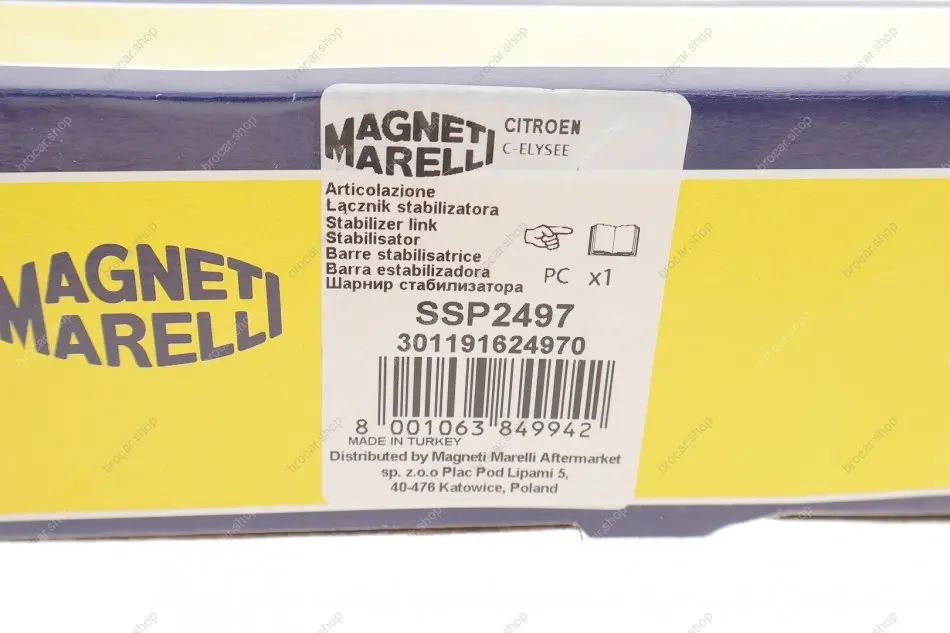 MAGNETI
MARELLI
CITROEN
C-ELYSEE
Articolazione
Łącznik stabilizatora
Stabilizer link
Stabilisator
Barre stabilisatrice
Barra estabilizadora
Шарнир стабилизатора
PC x1
SSP2497
301191624970
8 001063 849942
MADE IN TURKEY
Distributed by Magneti Marelli Aftermarket
sp. z.o.o Plac Pod Lipami 5,
40-476 Katowice, Poland
MAGNETI
MARELLI
brocar.shop